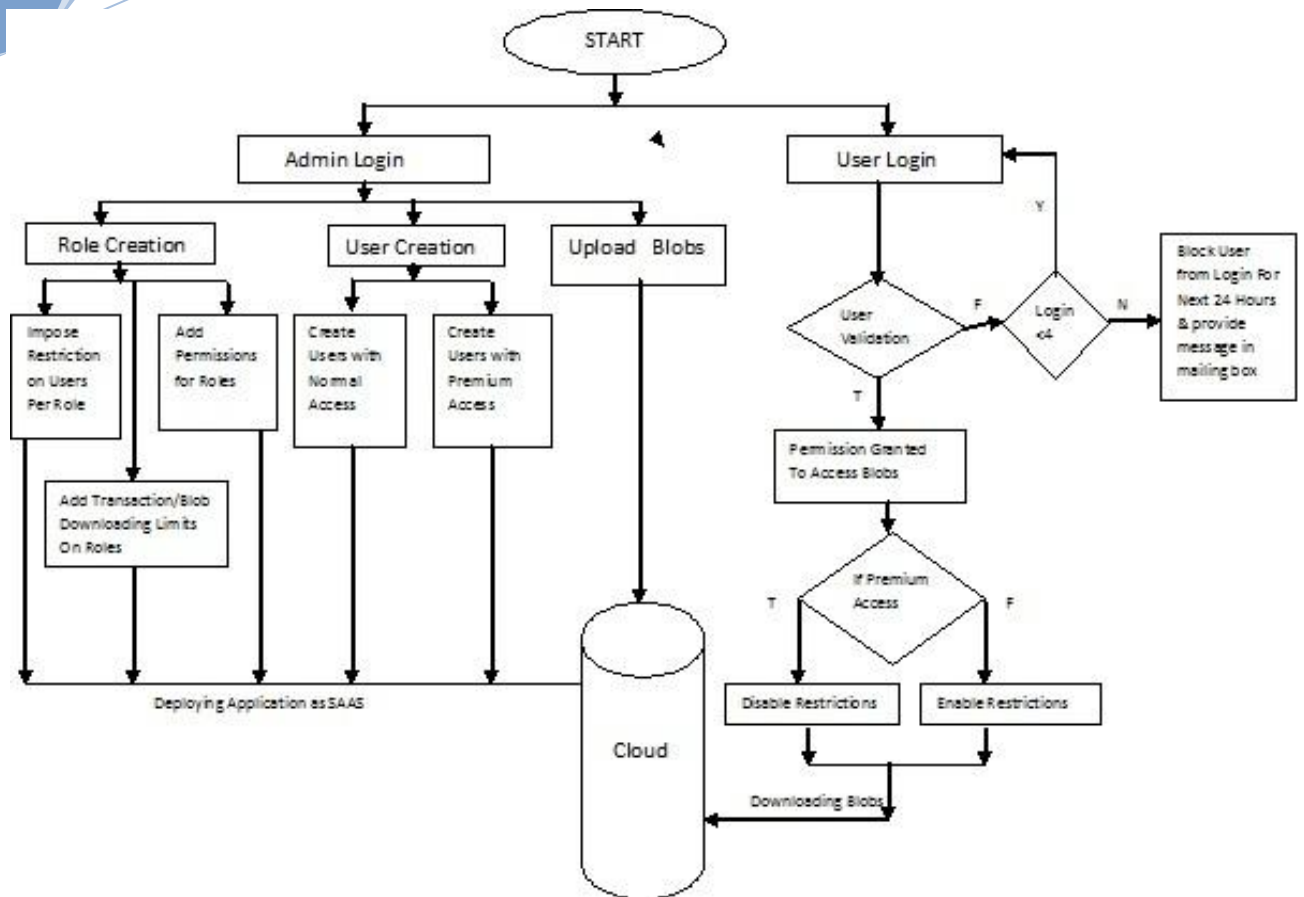 START
Admin Login
User Login
Y
Role Creation
User Creation
Upload Blobs
Block User
from Login For
Next 24 Hours
& provide
message in
mailing box
Impose
Restriction
on Users
Per Role
Add
Permissions
for Roles
Create
Users with
Normal
Access
Create
Users with
Premium
Access
User
Validation
F
Login
<4
N
T
Permission Granted
To Access Blobs
Add Transaction/Blob
Downloading Limits
On Roles
If Premium
Access
T
F
Deploying Application as SAAS
Disable Restrictions
Enable Restrictions
Cloud
Downloading Blobs